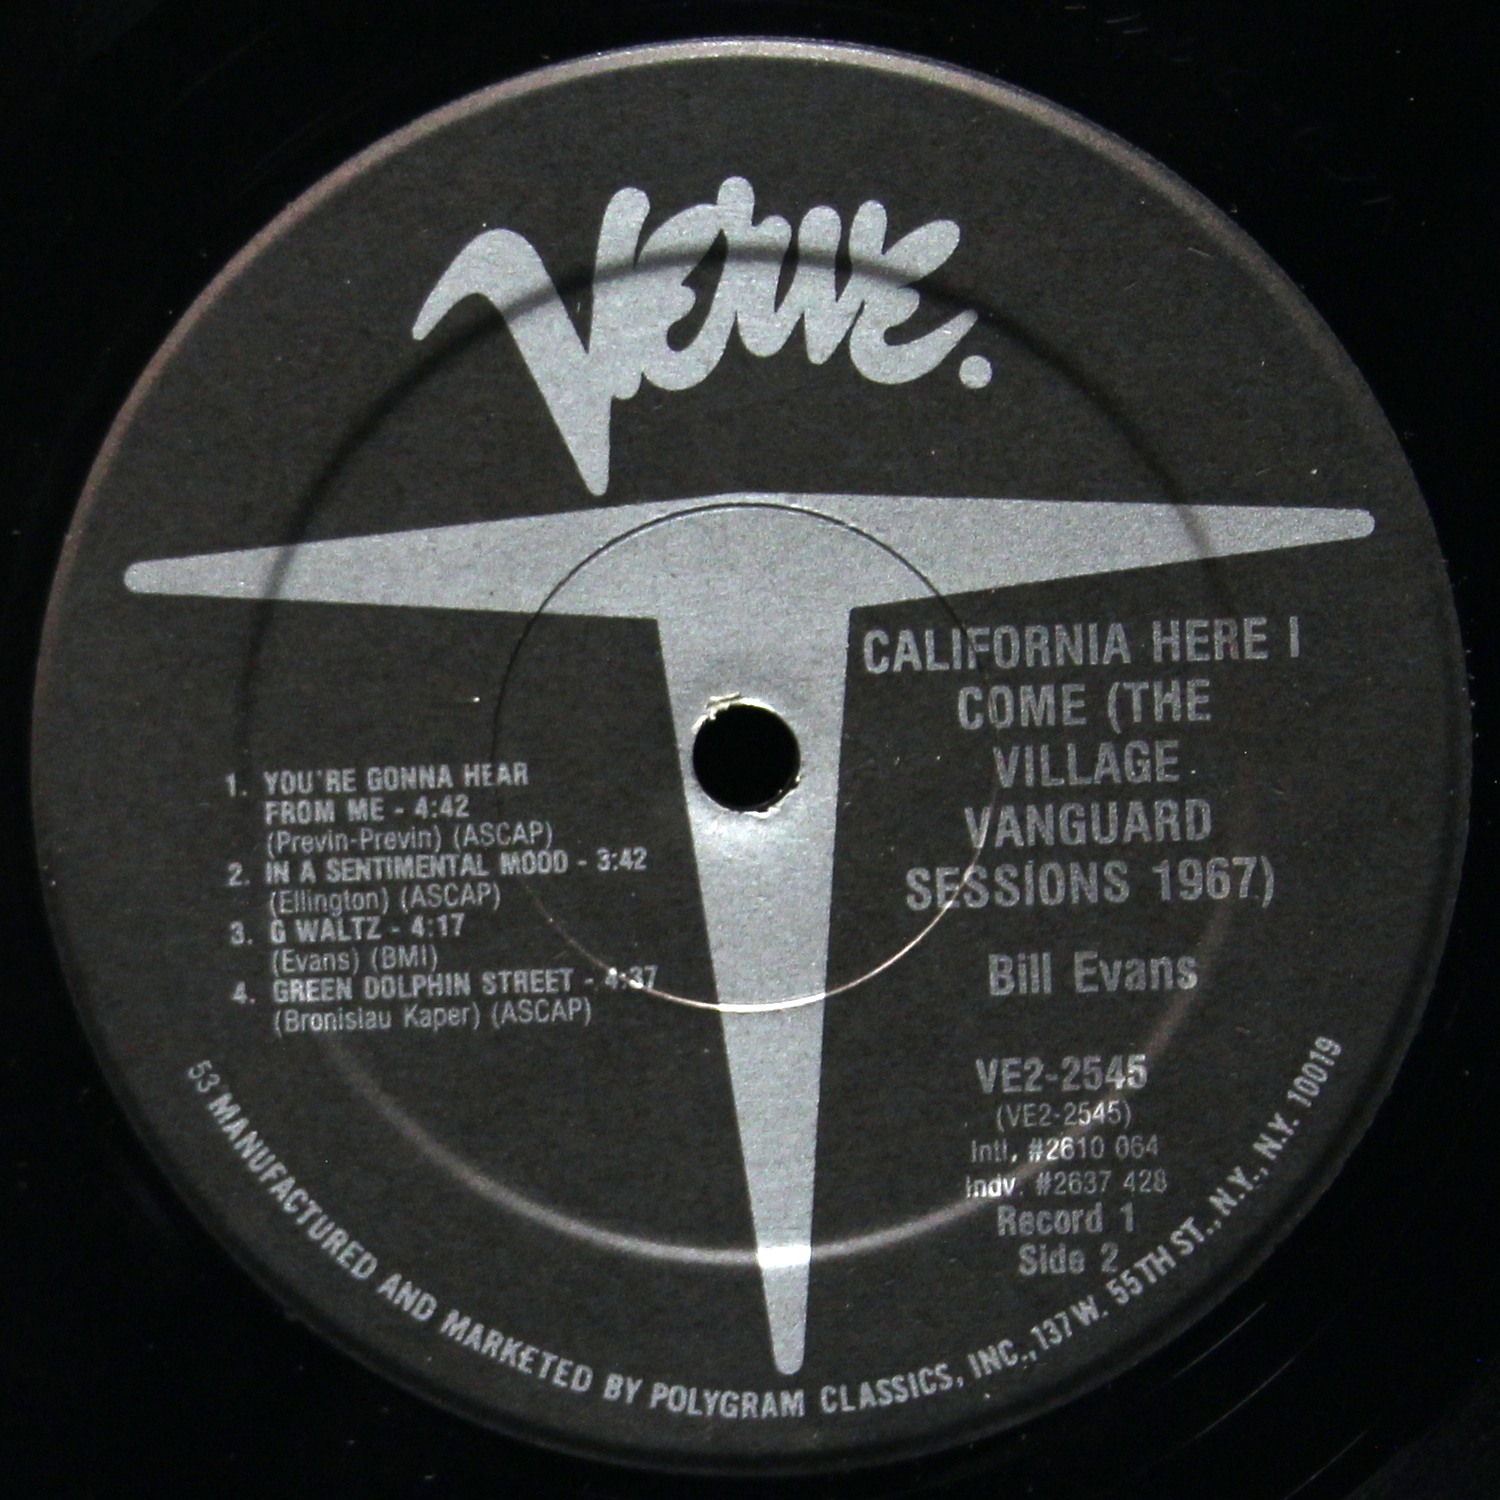 Verve.
CALIFORNIA HERE I
COME (THE
VILLAGE
VANGUARD
SESSIONS 1967)
Bill Evans
1. YOU'RE GONNA HEAR
FROM ME - 4:42
(Previn-Previn) (ASCAP)
2. IN A SENTIMENTAL MOOD - 3:42
(Ellington) (ASCAP)
3. G WALTZ - 4:17
(Evans) (BMI)
4. GREEN DOLPHIN STREET - 4:37
(Bronislau Kaper) (ASCAP)
VE2-2545
(VE2-2545)
Intl. #2610 064
Indv. #2637 428
Record 1
Side 2
53 MANUFACTURED AND MARKETED BY POLYGRAM CLASSICS, INC., 137 W. 55TH ST., N.Y., N.Y. 10019